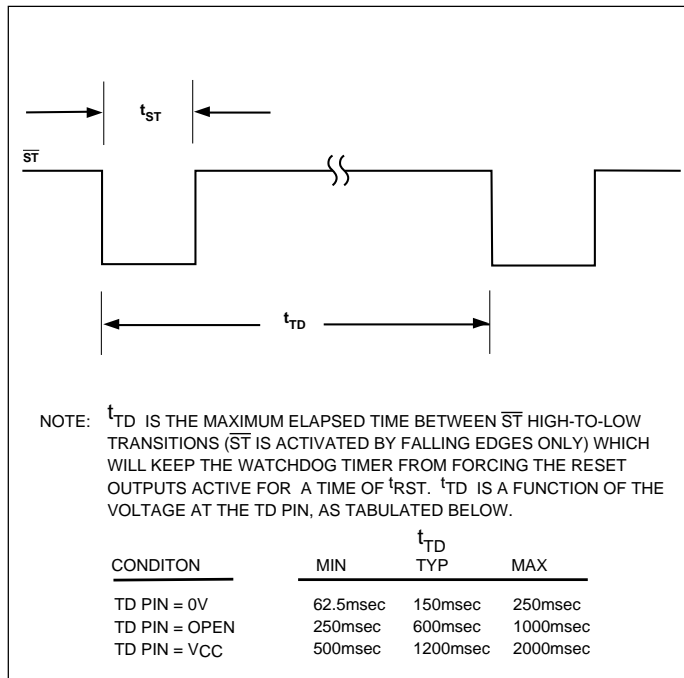 tST
ST
tTD
NOTE: tTD IS THE MAXIMUM ELAPSED TIME BETWEEN ST HIGH-TO-LOW
TRANSITIONS (ST IS ACTIVATED BY FALLING EDGES ONLY) WHICH
WILL KEEP THE WATCHDOG TIMER FROM FORCING THE RESET
OUTPUTS ACTIVE FOR A TIME OF tRST. tTD IS A FUNCTION OF THE
VOLTAGE AT THE TD PIN, AS TABULATED BELOW.
tTD
CONDITON MIN TYP MAX
TD PIN = 0V 62.5msec 150msec 250msec
TD PIN = OPEN 250msec 600msec 1000msec
TD PIN = VCC 500msec 1200msec 2000msec